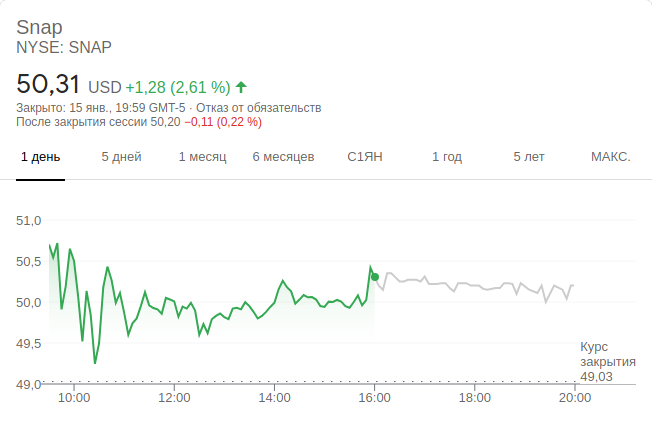 Snap
NYSE: SNAP
50,31 USD +1,28 (2,61 %)
Закрыто: 15 янв., 19:59 GMT-5 · Отказ от обязательств
После закрытия сессии 50,20 −0,11 (0,22 %)
1 день 5 дней 1 месяц 6 месяцев С1ЯН 1 год 5 лет МАКС.
51,0
50,5
50,0
49,5
Курс
закрытия
49,03
49,0
10:00 12:00 14:00 16:00 18:00 20:00